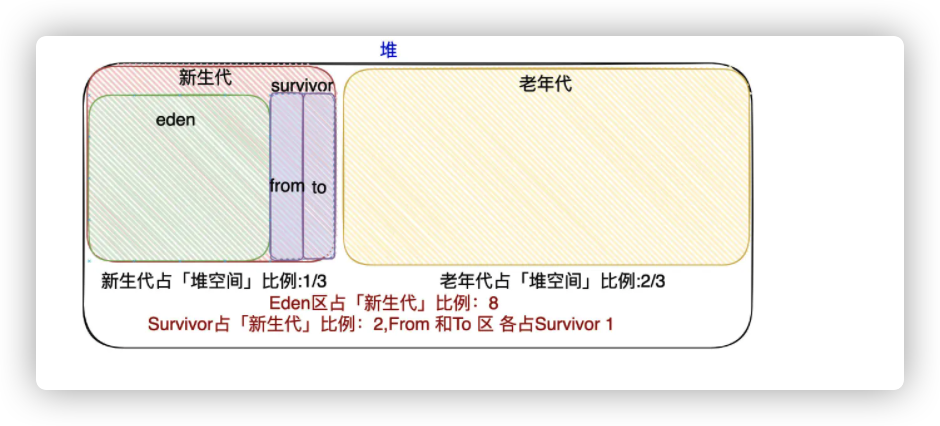 堆
新生代
survivor
老年代
eden
from
to
新生代占「堆空间」比例:1/3
老年代占「堆空间」比例:2/3
Eden区占「新生代」比例：8
Survivor占「新生代」比例：2,From 和To 区 各占Survivor 1